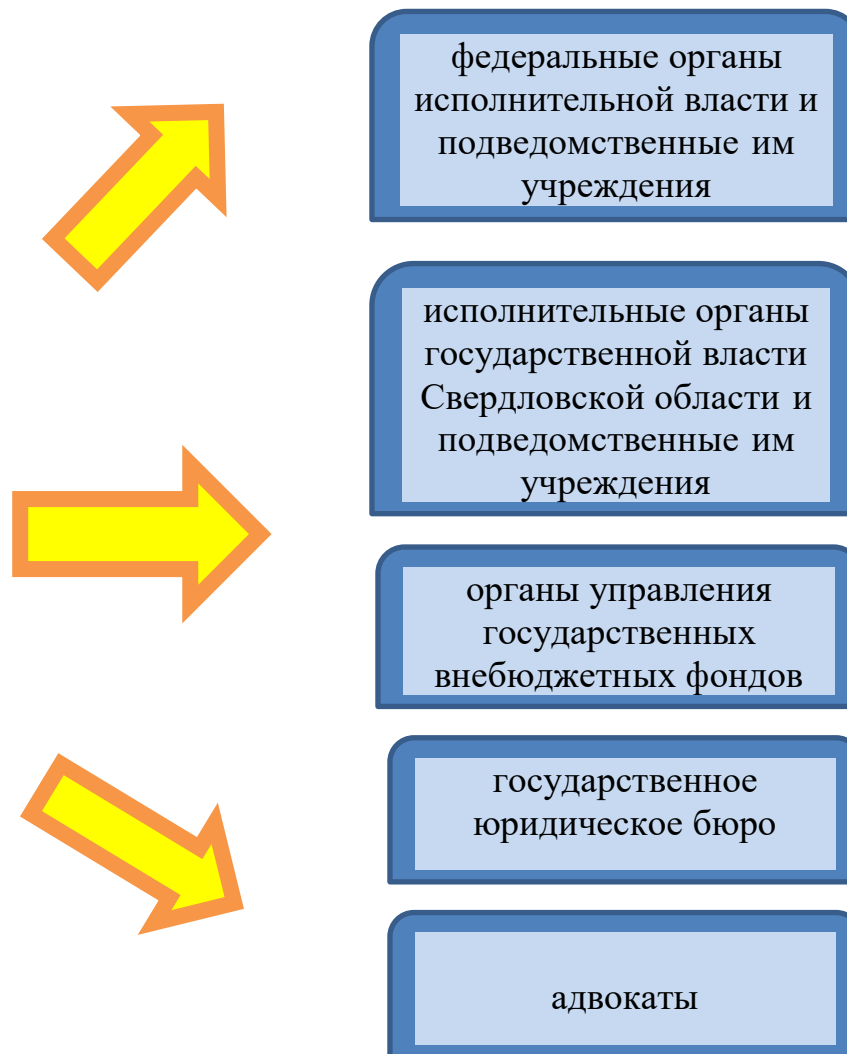 федеральные органы
исполнительной власти и
подведомственные им
учреждения
исполнительные органы
государственной власти
Свердловской области и
подведомственные им
учреждения
органы управления
государственных
внебюджетных фондов
государственное
юридическое бюро
адвокаты